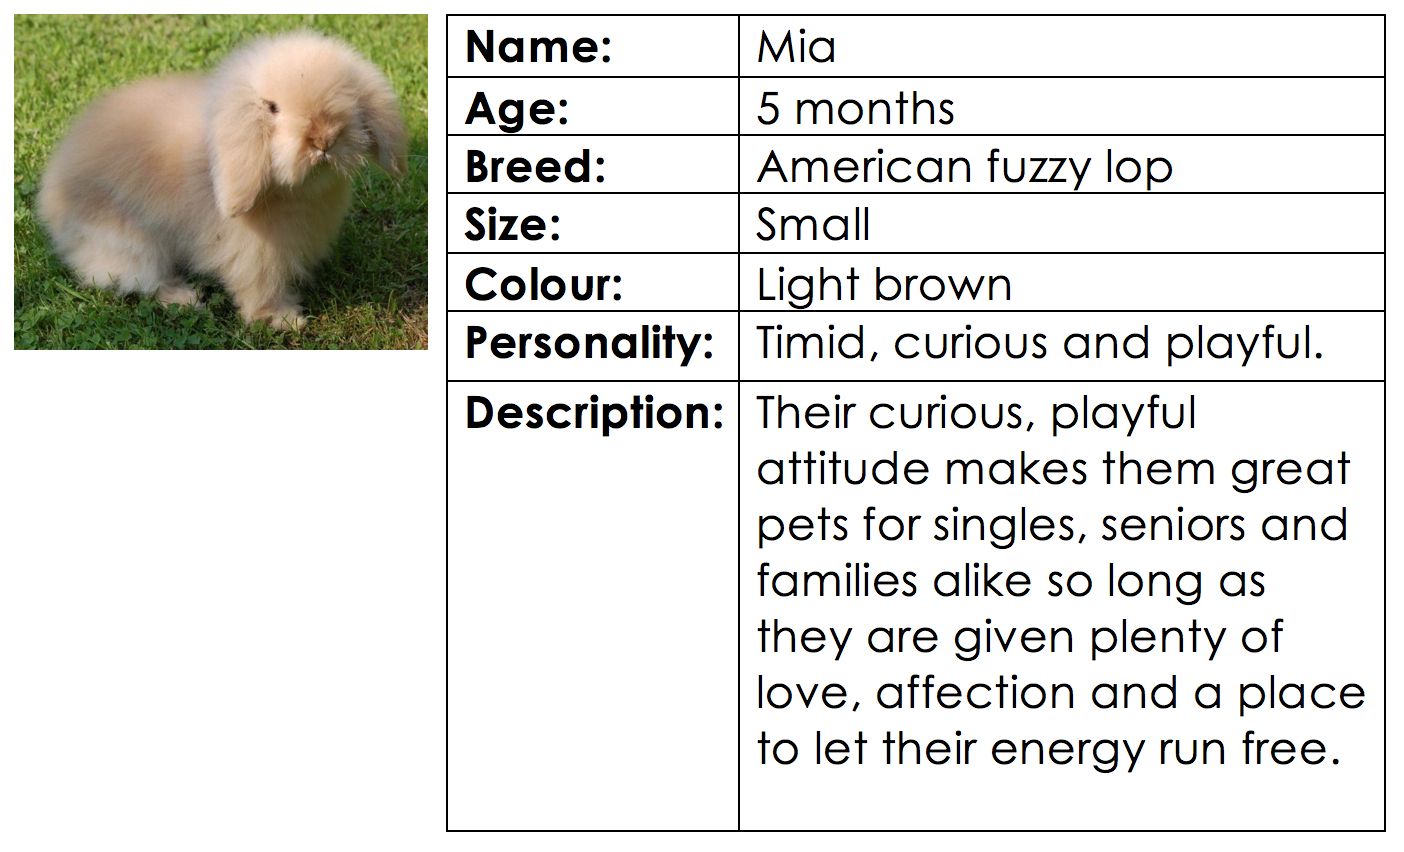 Name: Mia
Age: 5 months
Breed: American fuzzy lop
Size: Small
Colour: Light brown
Personality: Timid, curious and playful.
Description: Their curious, playful
attitude makes them great
pets for singles, seniors and
families alike so long as
they are given plenty of
love, affection and a place
to let their energy run free.